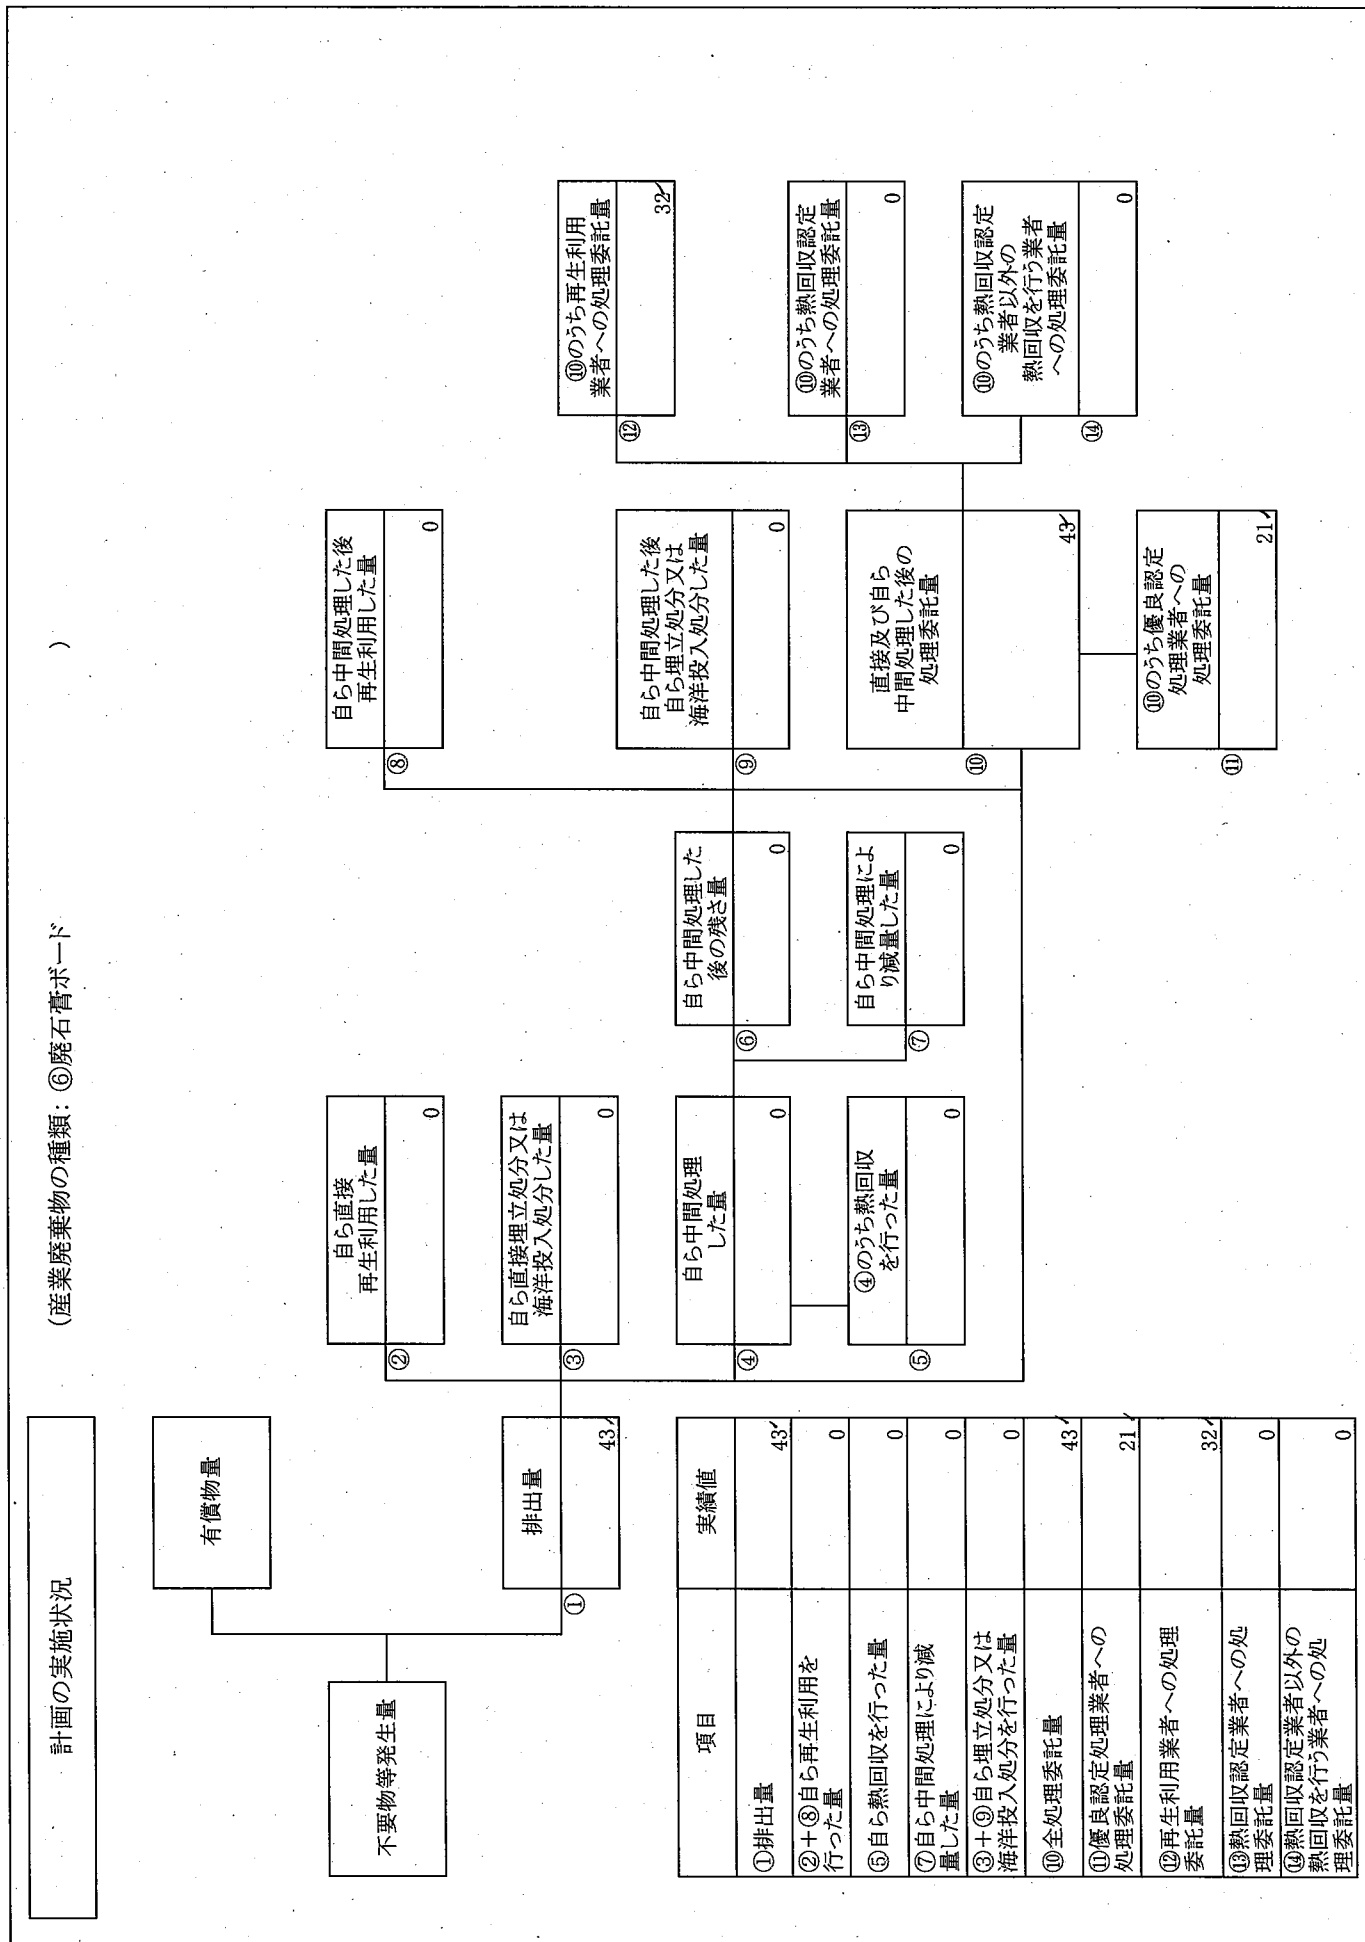 計画の実施状況
(産業廃棄物の種類: ⑥廃石膏ボード
)
不要物等発生量
有償物量
①
排出量
43
②
自ら直接
再生利用した量
0
③
自ら直接埋立処分又は
海洋投入処分した量
0
④
自ら中間処理
した量
0
⑤
④のうち熱回収
を行った量
0
⑥
自ら中間処理した
後の残さ量
0
⑦
自ら中間処理によ
り減量した量
0
⑧
自ら中間処理した後
再生利用した量
0
⑨
自ら中間処理した後
自ら埋立処分又は
海洋投入処分した量
0
⑩
直接及び自ら
中間処理した後の
処理委託量
43
⑪
⑩のうち優良認定
処理業者への
処理委託量
21
⑫
⑩のうち再生利用
業者への処理委託量
32
⑬
⑩のうち熱回収認定
業者への処理委託量
0
⑭
⑩のうち熱回収認定
業者以外の
熱回収を行う業者
への処理委託量
0
項目 実績値
①排出量 43
②+⑧自ら再生利用を
行った量 0
⑤自ら熱回収を行った量 0
⑦自ら中間処理により減
量した量 0
③+⑨自ら埋立処分又は
海洋投入処分を行った量 0
⑩全処理委託量 43
⑪優良認定処理業者への
処理委託量 21
⑫再生利用業者への処理
委託量 32
⑬熱回収認定業者への処
理委託量 0
⑭熱回収認定業者以外の
熱回収を行う業者への処
理委託量 0